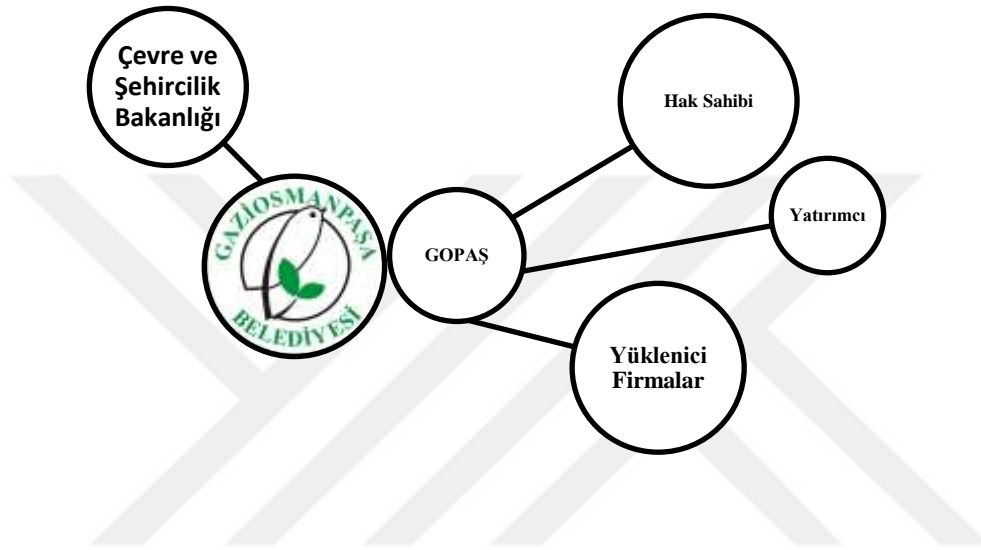 Çevre ve
Şehircilik
Bakanlığı
GAZİOSMANPAŞA
BELEDİYESİ
GOPAŞ
Hak Sahibi
Yatırımcı
Yüklenici
Firmalar